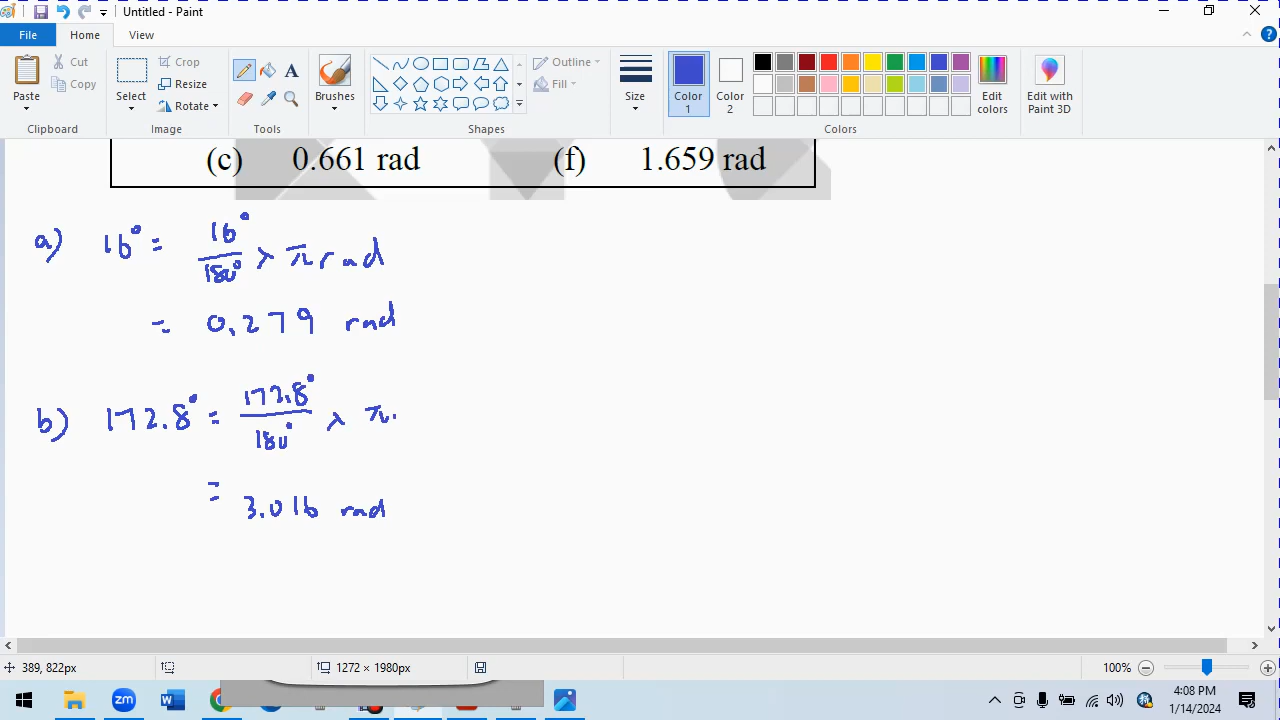 Untitled - Paint
File Home View
Paste
Cut
Copy
Clipboard
Select
Crop
Resize
Rotate
Image
A
Tools
Brushes
Outline
Fill
Shapes
Size
Color 1
Color 2
Colors
Edit colors
Edit with Paint 3D
(c) 0.661 rad (f) 1.659 rad
a) 16° = 16°/180° × π rad
= 0.279 rad
b) 172.8° = 172.8°/180° × π
= 3.016 rad
389, 822px
1272 × 1980px
100%
zm
W
4:08 PM
1/14/2024